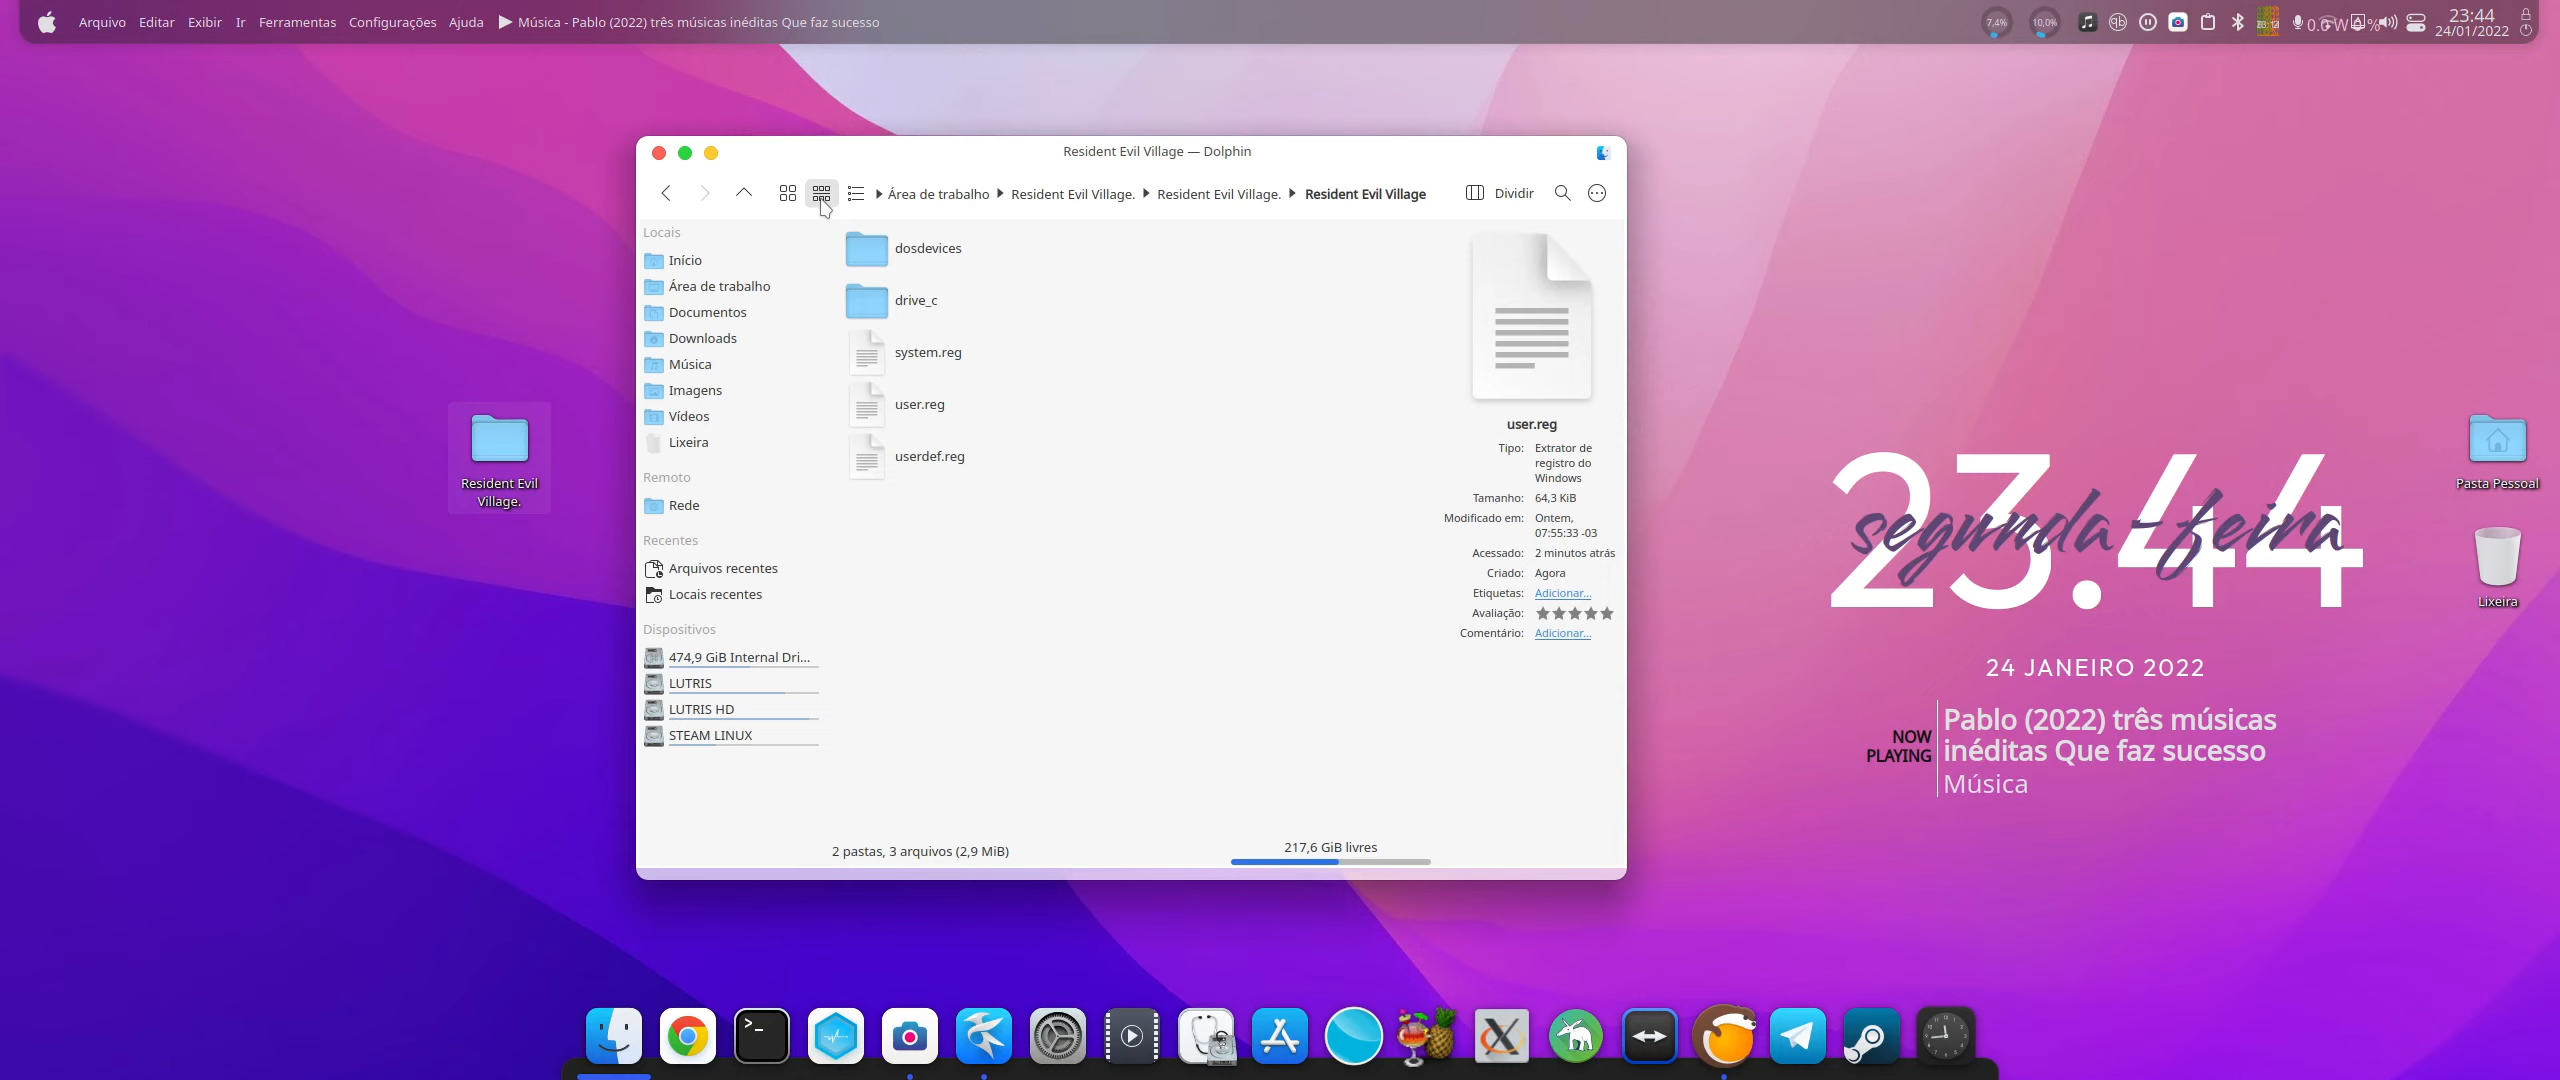 Arquivo Editar Exibir Ir Ferramentas Configurações Ajuda Música - Pablo (2022) três músicas inéditas Que faz sucesso
7,4% 10,0% 23:44
24/01/2022
Resident Evil Village — Dolphin
Área de trabalho Resident Evil Village. Resident Evil Village. Resident Evil Village Dividir
Locais
Início
Área de trabalho
Documentos
Downloads
Música
Imagens
Vídeos
Lixeira
Remoto
Rede
Recentes
Arquivos recentes
Locais recentes
Dispositivos
474,9 GiB Internal Dri...
LUTRIS
LUTRIS HD
STEAM LINUX
dosdevices
drive_c
system.reg
user.reg
userdef.reg
user.reg
Tipo: Extrator de
registro do
Windows
Tamanho: 64,3 KiB
Modificado em: Ontem,
07:55:33 -03
Acessado: 2 minutos atrás
Criado: Agora
Etiquetas: Adicionar...
Avaliação:
Comentário: Adicionar...
2 pastas, 3 arquivos (2,9 MiB)
217,6 GiB livres
Resident Evil
Village.
Pasta Pessoal
Lixeira
23.44
segunda-feira
24 JANEIRO 2022
NOW
PLAYING
Pablo (2022) três músicas
inéditas Que faz sucesso
Música